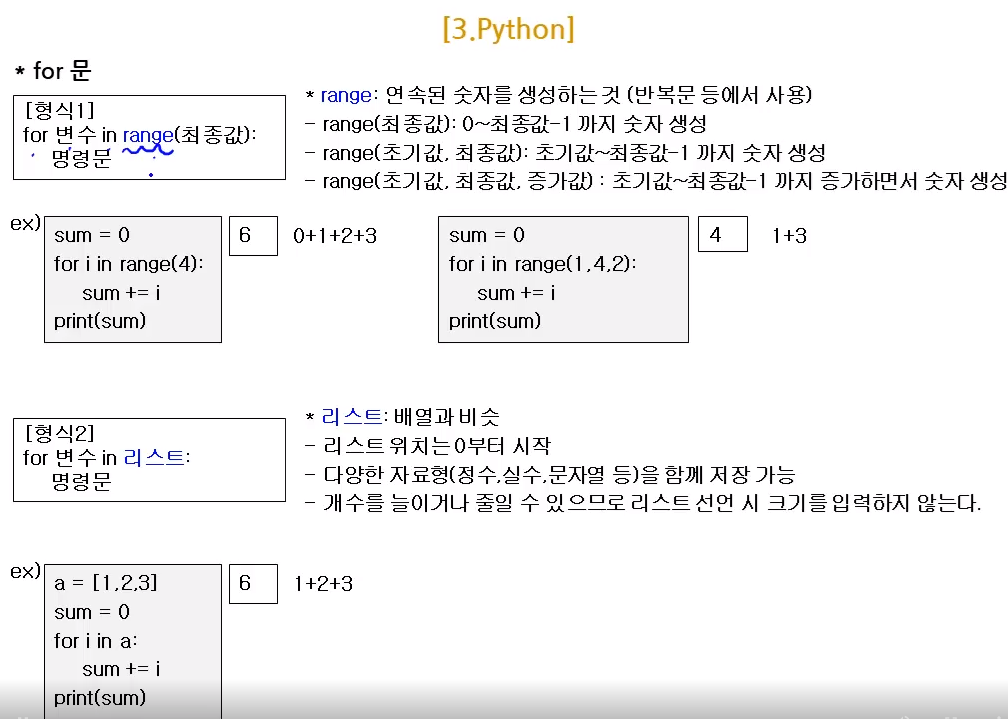 [3.Python]
* for 문
[형식1]
for 변수 in range(최종값):
명령문
* range: 연속된 숫자를 생성하는 것 (반복문 등에서 사용)
- range(최종값): 0~최종값-1 까지 숫자 생성
- range(초기값, 최종값): 초기값~최종값-1 까지 숫자 생성
- range(초기값, 최종값, 증가값) : 초기값~최종값-1 까지 증가하면서 숫자 생성
ex)
sum = 0
for i in range(4):
sum += i
print(sum)
6
0+1+2+3
sum = 0
for i in range(1,4,2):
sum += i
print(sum)
4
1+3
[형식2]
for 변수 in 리스트:
명령문
* 리스트: 배열과 비슷
- 리스트 위치는 0부터 시작
- 다양한 자료형(정수,실수,문자열 등)을 함께 저장 가능
- 개수를 늘이거나 줄일 수 있으므로 리스트 선언 시 크기를 입력하지 않는다.
ex)
a = [1,2,3]
sum = 0
for i in a:
sum += i
print(sum)
6
1+2+3